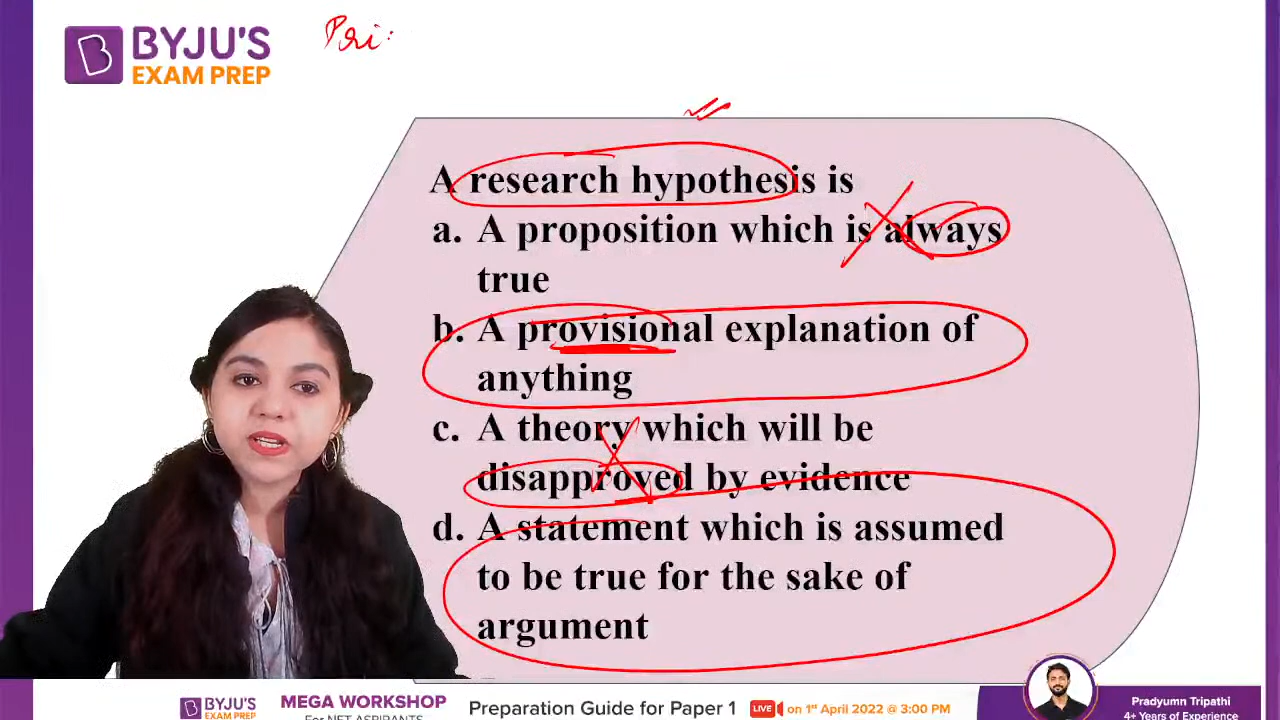 BYJU'S
EXAM PREP
A research hypothesis is
a. A proposition which is always
true
b. A provisional explanation of
anything
c. A theory which will be
disapproved by evidence
d. A statement which is assumed
to be true for the sake of
argument
BYJU'S
EXAM PREP
MEGA WORKSHOP
For NET ASPIRANTS
Preparation Guide for Paper 1
LIVE on 1st April 2022 @ 3:00 PM
Pradyumn Tripathi
4+ Years of Experience